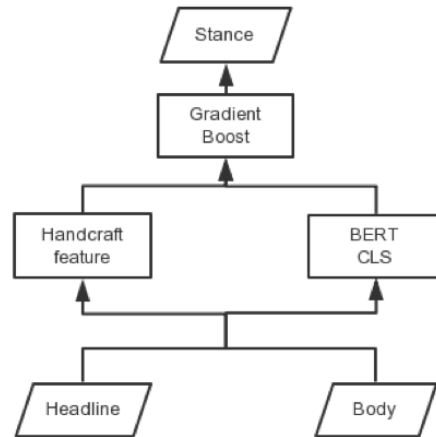 Stance
Gradient
Boost
Handcraft
feature
BERT
CLS
Headline
Body